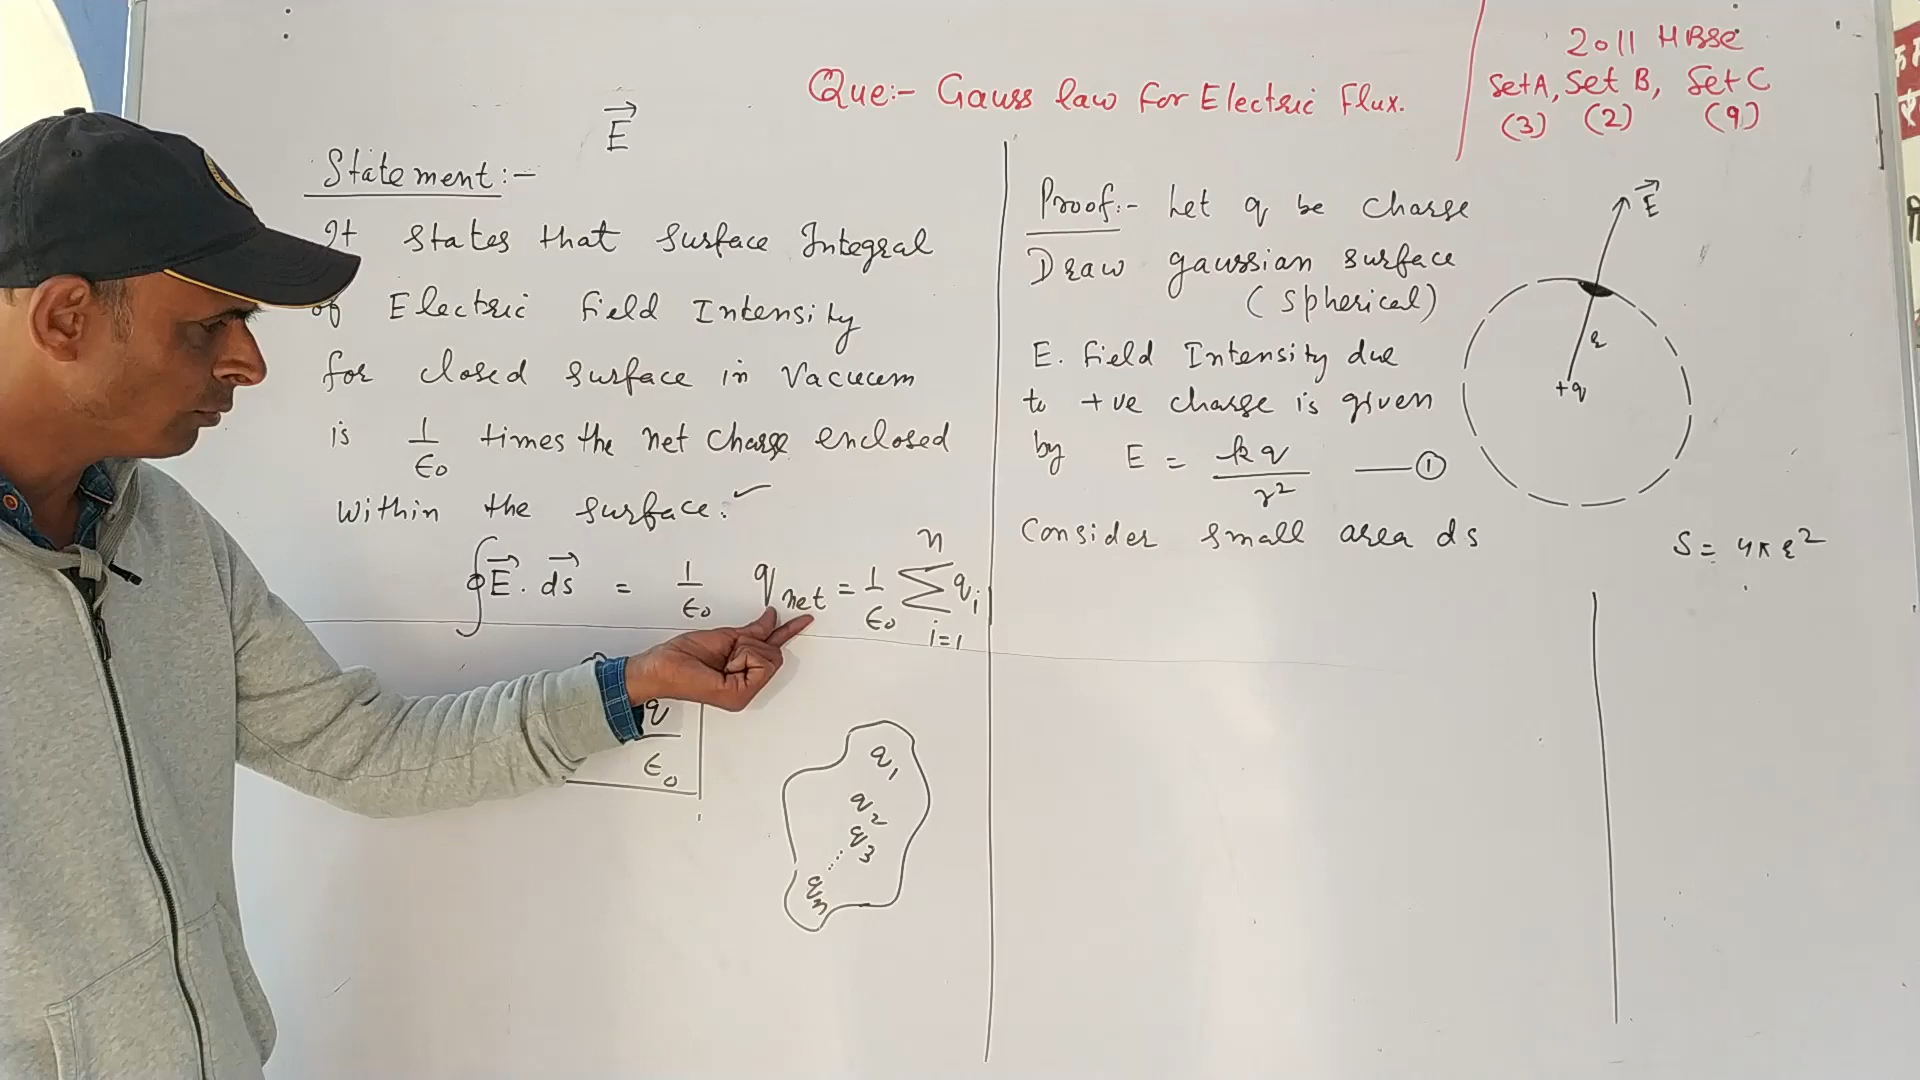 Que:- Gauss law for Electric Flux.
2011 HBSE
Set A, Set B, Set C
(3) (2) (9)
E
Statement:-
It states that surface Integral
of Electric field Intensity
for closed surface in vacuum
is 1/ϵ0 times the net charge enclosed
within the surface.
∮E. ds = 1/ϵ0 qnet = 1/ϵ0 ∑ i=1 n qi
q/ϵ0
q1
q2
q3
qn
Proof:- Let q be charge
Draw gaussian surface
(spherical)
E. field Intensity due
to +ve charge is given
by E = kq/r² —①
Consider small area ds
E
r
+q
S = 4πr²